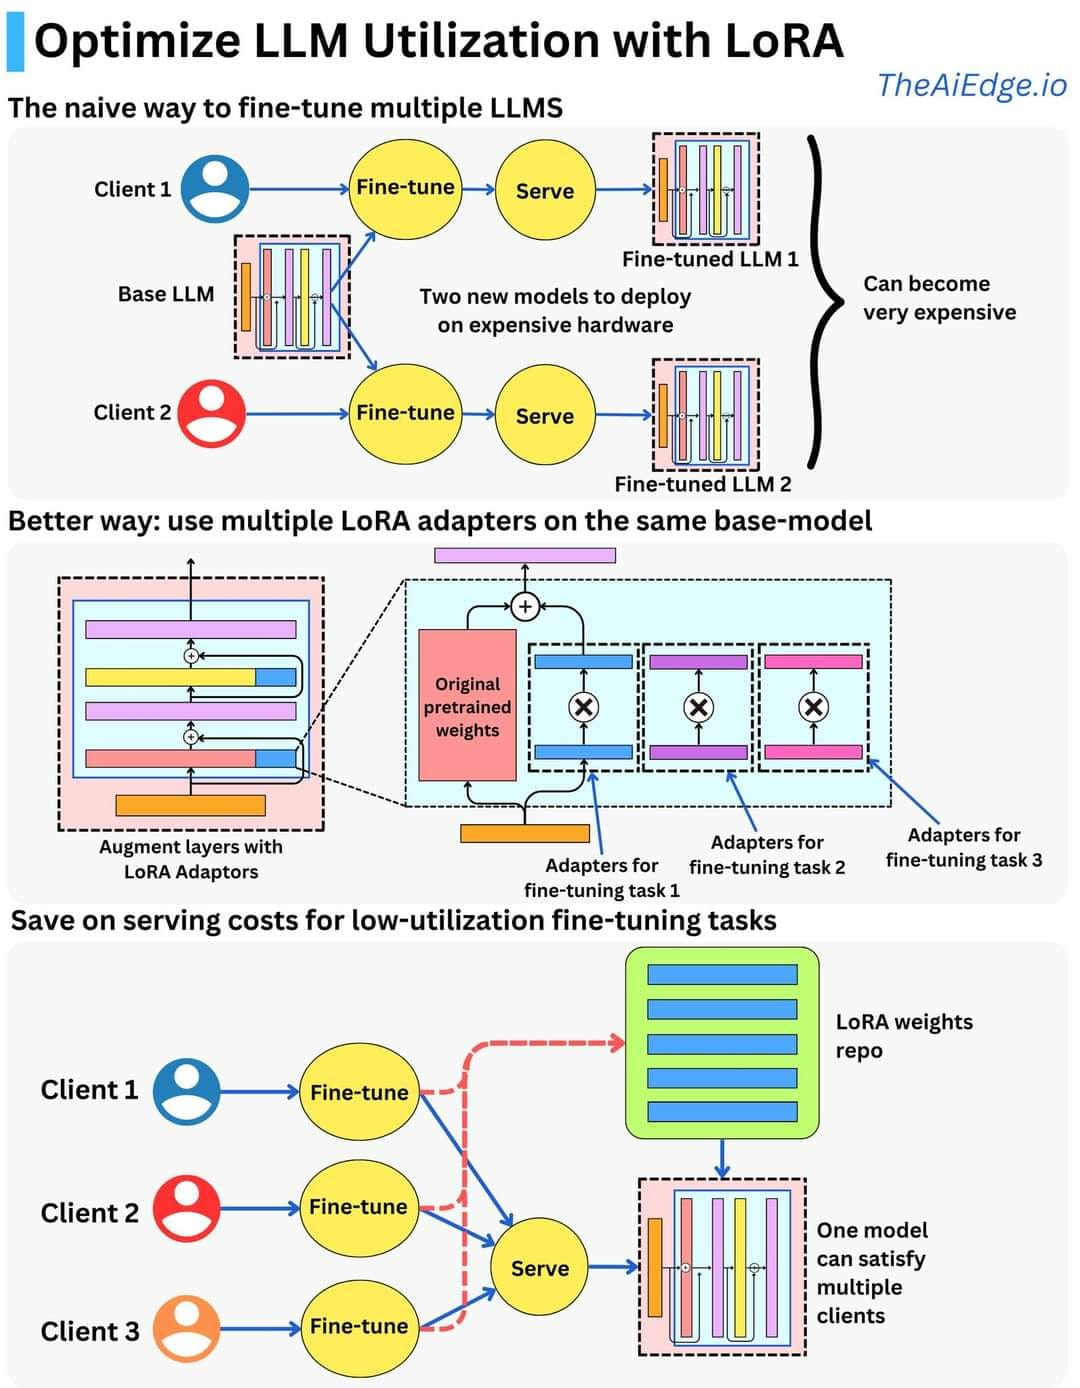 Optimize LLM Utilization with LoRA
TheAiEdge.io
The naive way to fine-tune multiple LLMS
Client 1
Fine-tune
Serve
Fine-tuned LLM 1
Base LLM
Two new models to deploy
on expensive hardware
Can become
very expensive
Client 2
Fine-tune
Serve
Fine-tuned LLM 2
Better way: use multiple LoRA adapters on the same base-model
Original
pretrained
weights
Augment layers with
LoRA Adaptors
Adapters for
fine-tuning task 1
Adapters for
fine-tuning task 2
Adapters for
fine-tuning task 3
Save on serving costs for low-utilization fine-tuning tasks
LoRA weights
repo
Client 1
Fine-tune
Client 2
Fine-tune
Serve
One model
can satisfy
multiple
clients
Client 3
Fine-tune